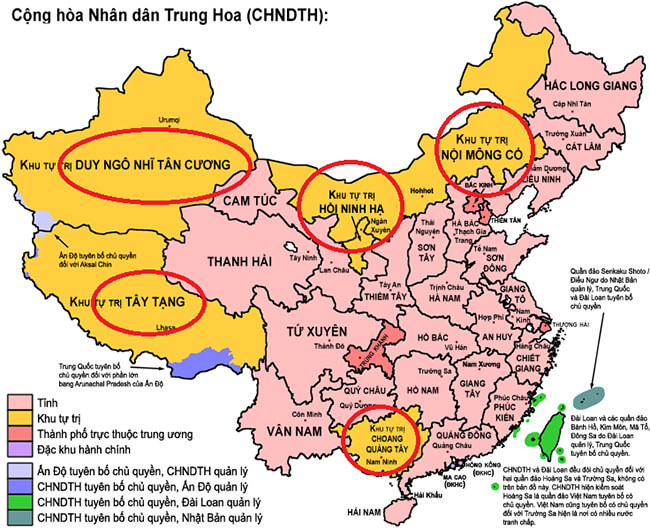 Cộng hòa Nhân dân Trung Hoa (CHNDTH):
HẮC LONG GIANG
Cáp Nhĩ Tân
Urumqi
KHU TỰ TRỊ
NỘI MÔNG CỔ
Trường Xuân
CÁT LÂM
KHU TỰ TRỊ DUY NGÔ NHĨ TÂN CƯƠNG
LIÊU NINH
BẮC KINH
Hohhot
KHU TỰ TRỊ
HỒI NINH HẠ
Ngân
Xuyên
CAM TÚC
THIÊN TÂN
HÀ BẮC
Thạch Gia
Trang
Thái
Nguyên
SƠN
TÂY
Tế Nam
SƠN
ĐÔNG
Ấn Độ tuyên bố chủ quyền
đối với Aksai Chin
THANH HẢI
Tây Ninh
Lan Châu
Quần đảo Senkaku Shoto /
Điếu Ngư do Nhật Bản
quản lý, Trung Quốc
và Đài Loan tuyên bố
chủ quyền
Tây An
THIỂM TÂY
Trịnh Châu
HÀ NAM
GIANG
TÔ
KHU TỰ TRỊ TÂY TẠNG
Lhasa
Hợp Phì
AN HUY
Nam
Kinh
THƯỢNG HẢI
TỨ XUYÊN
Thành Đô
TRÙNG KHÁNH
HỒ BẮC
Vũ Hán
Hàng Châu
CHIẾT
GIANG
Trung Quốc tuyên bố
chủ quyền đối với phần lớn
bang Arunachal Pradesh của Ấn Độ
Trường Sa
HỒ NAM
Nam Xương
GIANG
TÂY
QUÝ CHÂU
Quý Dương
Phúc Châu
PHÚC
KIẾN
Côn Minh
VÂN NAM
KHU TỰ TRỊ
CHOANG
QUẢNG TÂY
Nam Ninh
QUẢNG ĐÔNG
Quảng Châu
HỒNG KÔNG
(ĐKHC)
MA CAO
(ĐKHC)
Hải Khẩu
HẢI NAM
Đài Loan và các quần đảo
Bành Hồ, Kim Môn, Mã Tổ,
Đông Sa do Đài Loan
quản lý, Trung Quốc
tuyên bố chủ quyền.
CHNDTH và Đài Loan đều đòi chủ quyền đối với
hai quần đảo Hoàng Sa và Trường Sa, không có
trên bản đồ này. CHNDTH hiện kiểm soát
Hoàng Sa là quần đảo Việt Nam tuyên bố có
chủ quyền. Việt Nam cũng tuyên bố có chủ quyền
đối với Trường Sa hiện là nơi có nhiều nước
tranh chấp.
Tỉnh
Khu tự trị
Thành phố trực thuộc trung ương
Đặc khu hành chính
Ấn Độ tuyên bố chủ quyền, CHNDTH quản lý
CHNDTH tuyên bố chủ quyền, Ấn Độ quản lý
CHNDTH tuyên bố chủ quyền, Đài Loan quản lý
CHNDTH tuyên bố chủ quyền, Nhật Bản quản lý